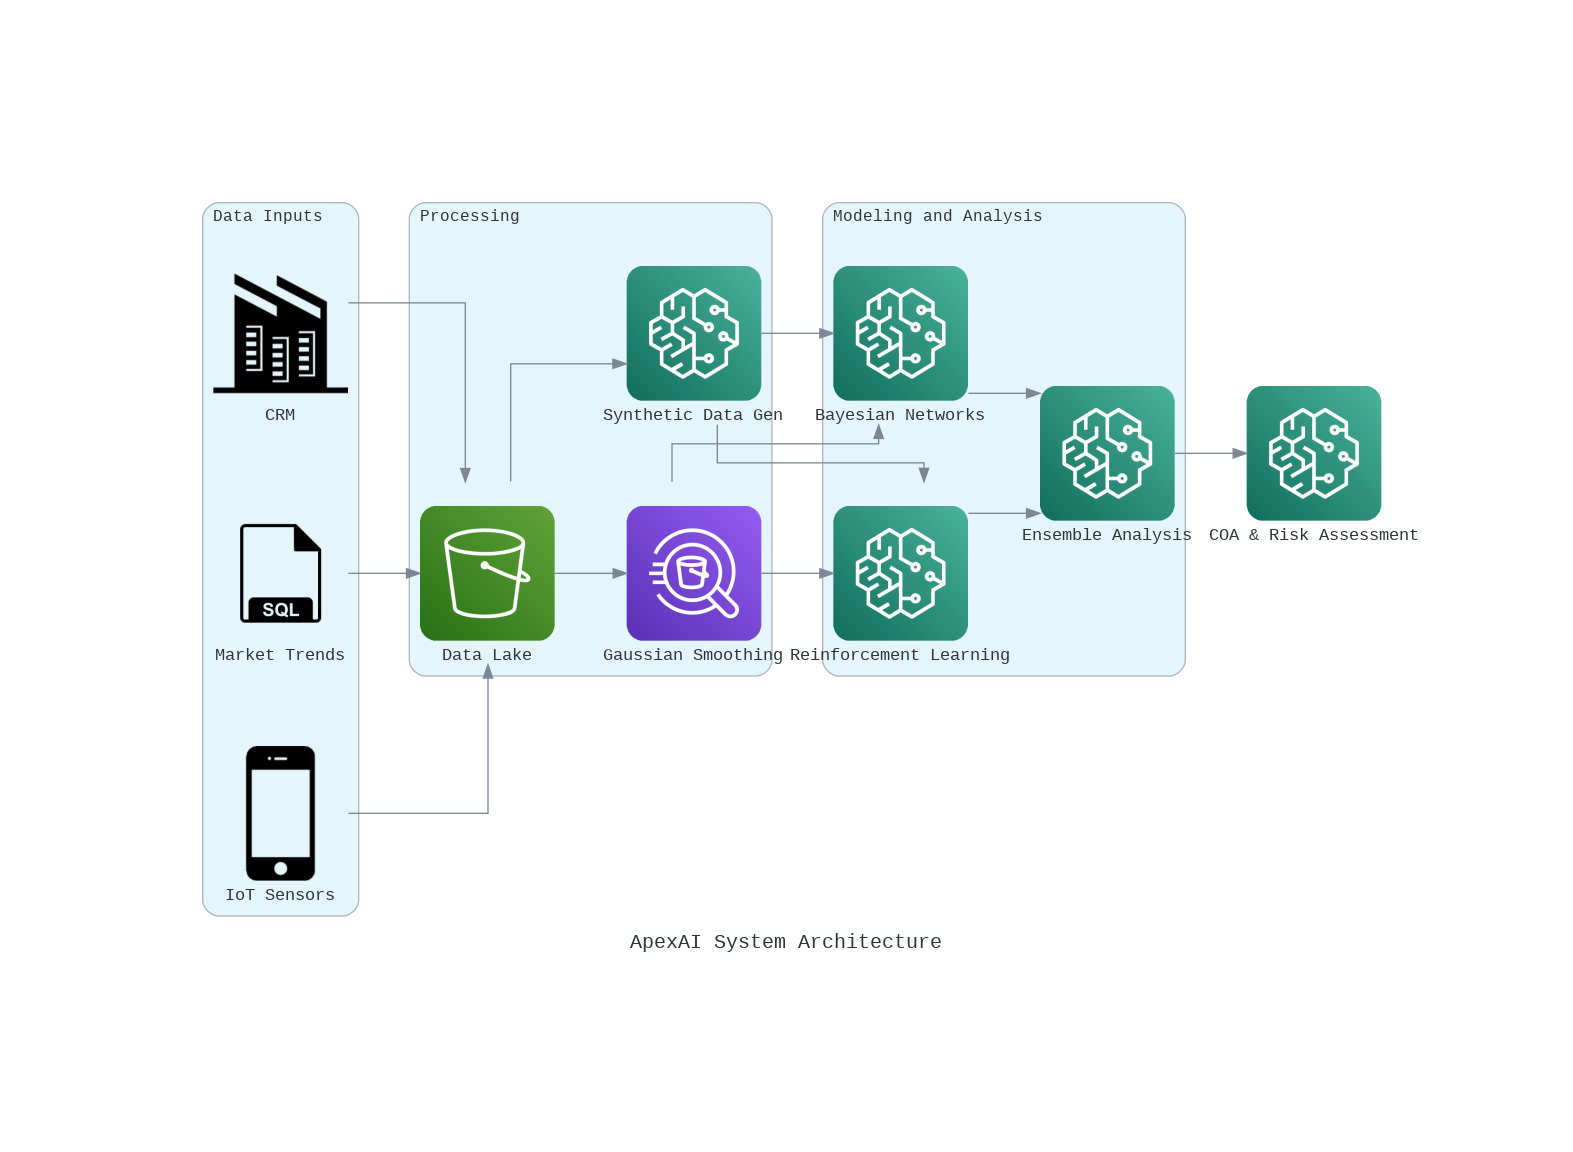 Data Inputs
CRM
Market Trends
SQL
IoT Sensors
Processing
Synthetic Data Gen
Data Lake
Gaussian Smoothing
Modeling and Analysis
Bayesian Networks
Reinforcement Learning
Ensemble Analysis
COA & Risk Assessment
ApexAI System Architecture